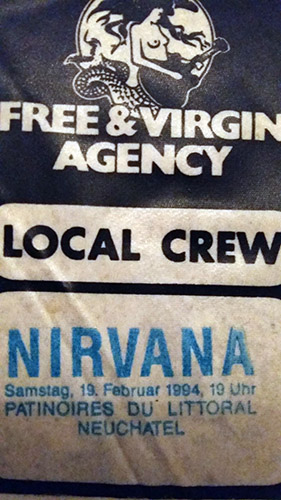 FREE & VIRGIN
AGENCY
LOCAL CREW
NIRVANA
Samstag, 19. Februar 1994, 19 Uhr
PATINOIRES DU LITTORAL
NEUCHATEL